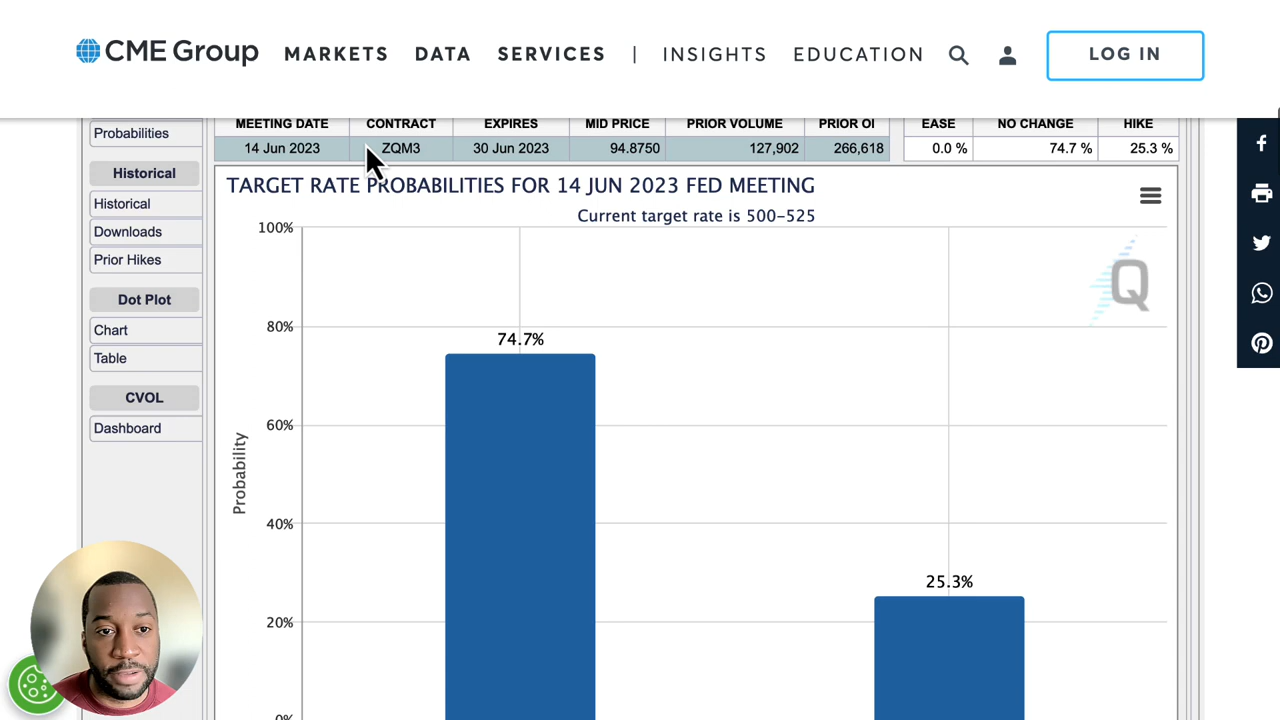 CME Group MARKETS DATA SERVICES | INSIGHTS EDUCATION LOG IN
Probabilities
Historical
Historical
Downloads
Prior Hikes
Dot Plot
Chart
Table
CVOL
Dashboard
MEETING DATE CONTRACT EXPIRES MID PRICE PRIOR VOLUME PRIOR OI EASE NO CHANGE HIKE
14 Jun 2023 ZQM3 30 Jun 2023 94.8750 127,902 266,618 0.0 % 74.7 % 25.3 %
TARGET RATE PROBABILITIES FOR 14 JUN 2023 FED MEETING
Current target rate is 500–525
Q
100%
80%
60%
40%
20%
0%
Probability
74.7%
25.3%